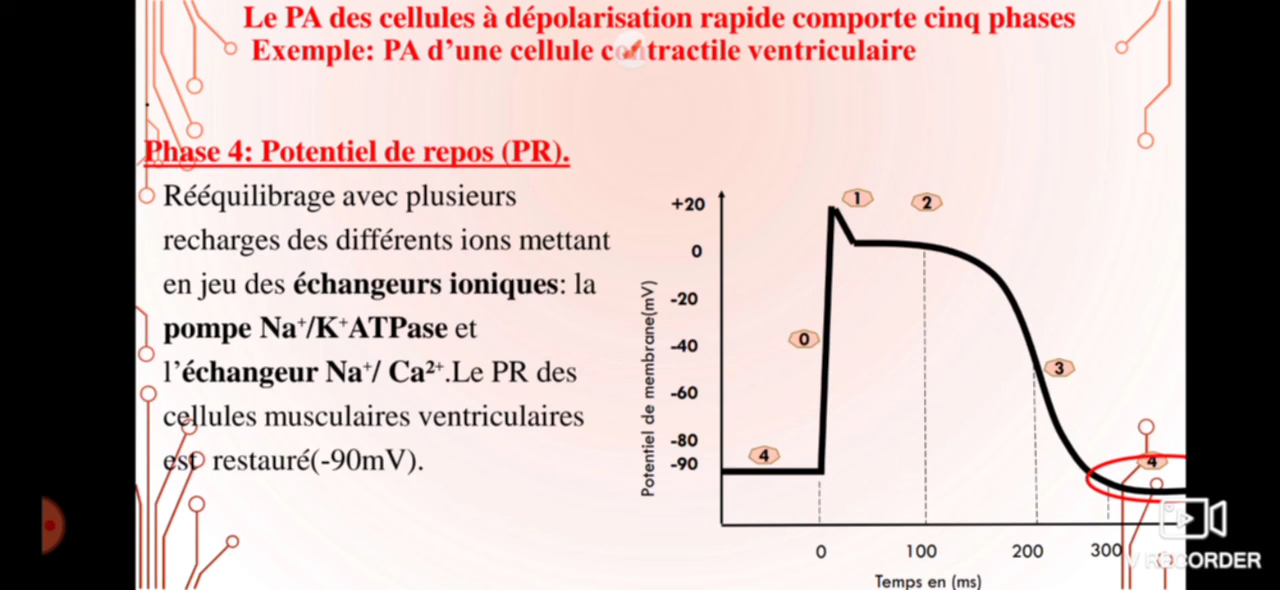 Le PA des cellules à dépolarisation rapide comporte cinq phases
Exemple: PA d'une cellule contractile ventriculaire
Phase 4: Potentiel de repos (PR).
Rééquilibrage avec plusieurs
recharges des différents ions mettant
en jeu des échangeurs ioniques: la
pompe Na⁺/K⁺ATPase et
l'échangeur Na⁺/ Ca²⁺.Le PR des
cellules musculaires ventriculaires
est restauré(-90mV).
Potentiel de membrane(mV)
+20
0
-20
-40
-60
-80
-90
1
2
0
3
4
4
0
100
200
300
Temps en (ms)
V RECORDER